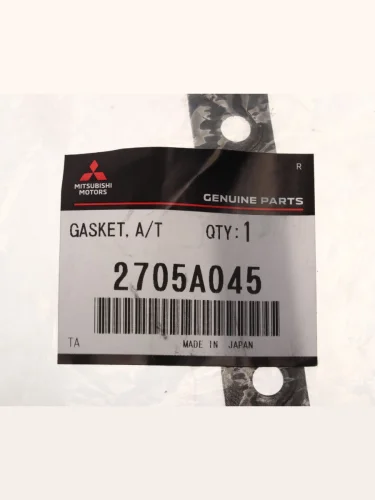 R
MITSUBISHI
MOTORS
GENUINE PARTS
GASKET, A/T QTY:1
2705A045
TA MADE IN JAPAN